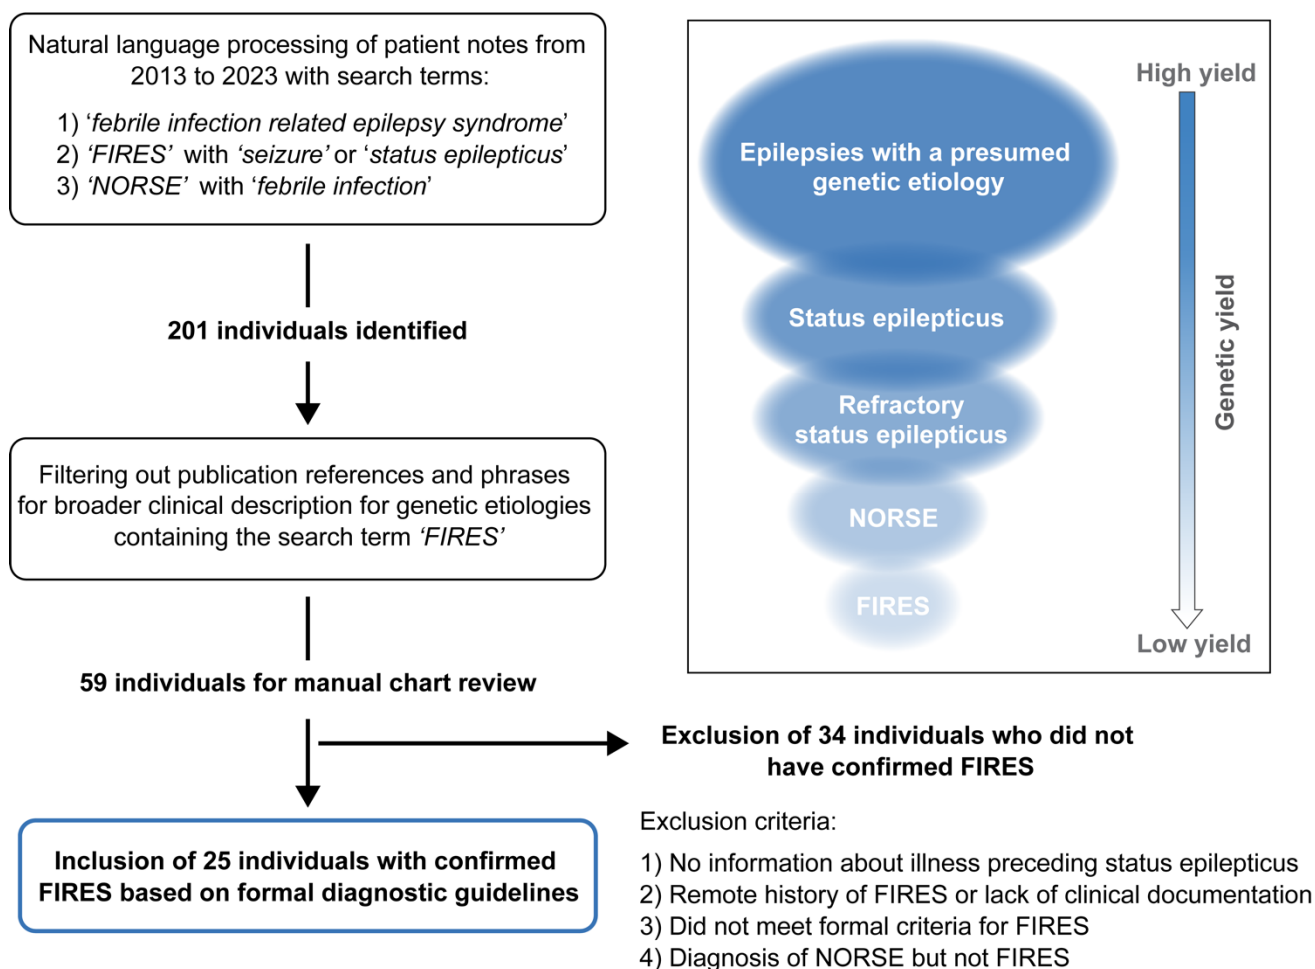 Natural language processing of patient notes from
2013 to 2023 with search terms:
1) ‘febrile infection related epilepsy syndrome’
2) ‘FIRES’ with ‘seizure’ or ‘status epilepticus’
3) ‘NORSE’ with ‘febrile infection’
201 individuals identified
Filtering out publication references and phrases
for broader clinical description for genetic etiologies
containing the search term ‘FIRES’
59 individuals for manual chart review
Inclusion of 25 individuals with confirmed
FIRES based on formal diagnostic guidelines
High yield
Epilepsies with a presumed
genetic etiology
Status epilepticus
Refractory
status epilepticus
NORSE
FIRES
Genetic yield
Low yield
Exclusion of 34 individuals who did not
have confirmed FIRES
Exclusion criteria:
1) No information about illness preceding status epilepticus
2) Remote history of FIRES or lack of clinical documentation
3) Did not meet formal criteria for FIRES
4) Diagnosis of NORSE but not FIRES